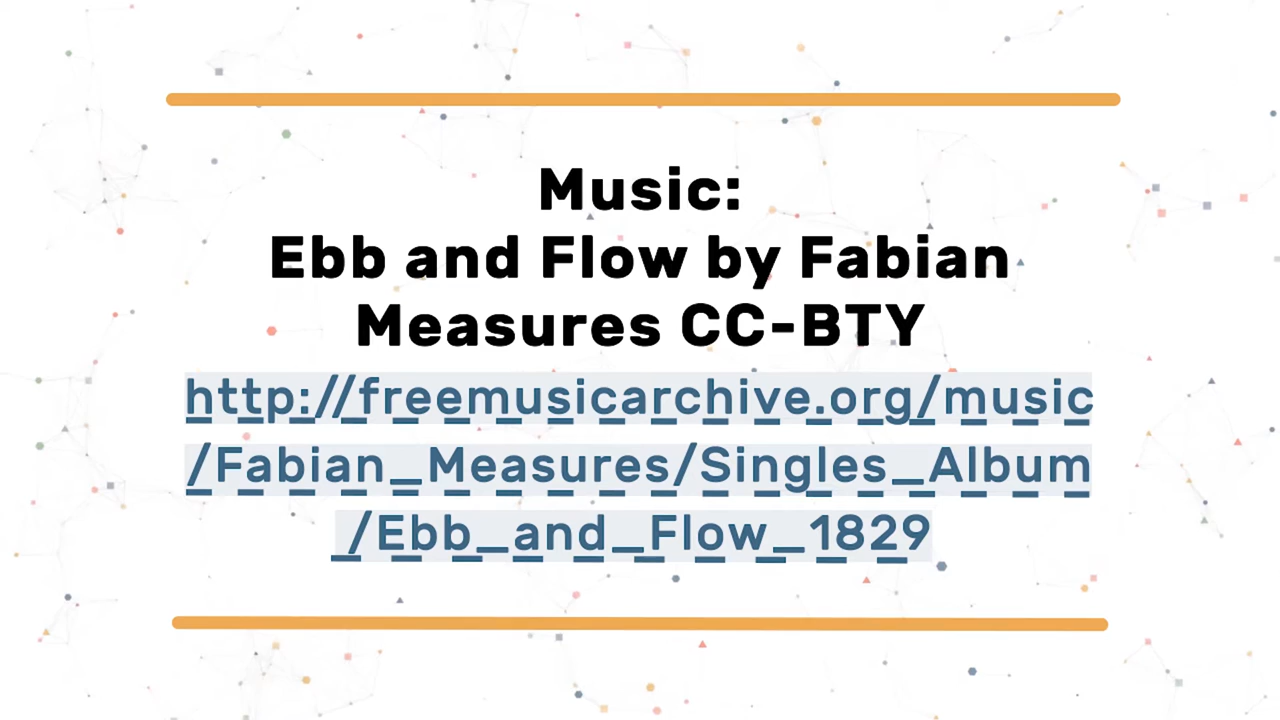 Music:
Ebb and Flow by Fabian
Measures CC-BTY
http://freemusicarchive.org/music
/Fabian_Measures/Singles_Album
/Ebb_and_Flow_1829